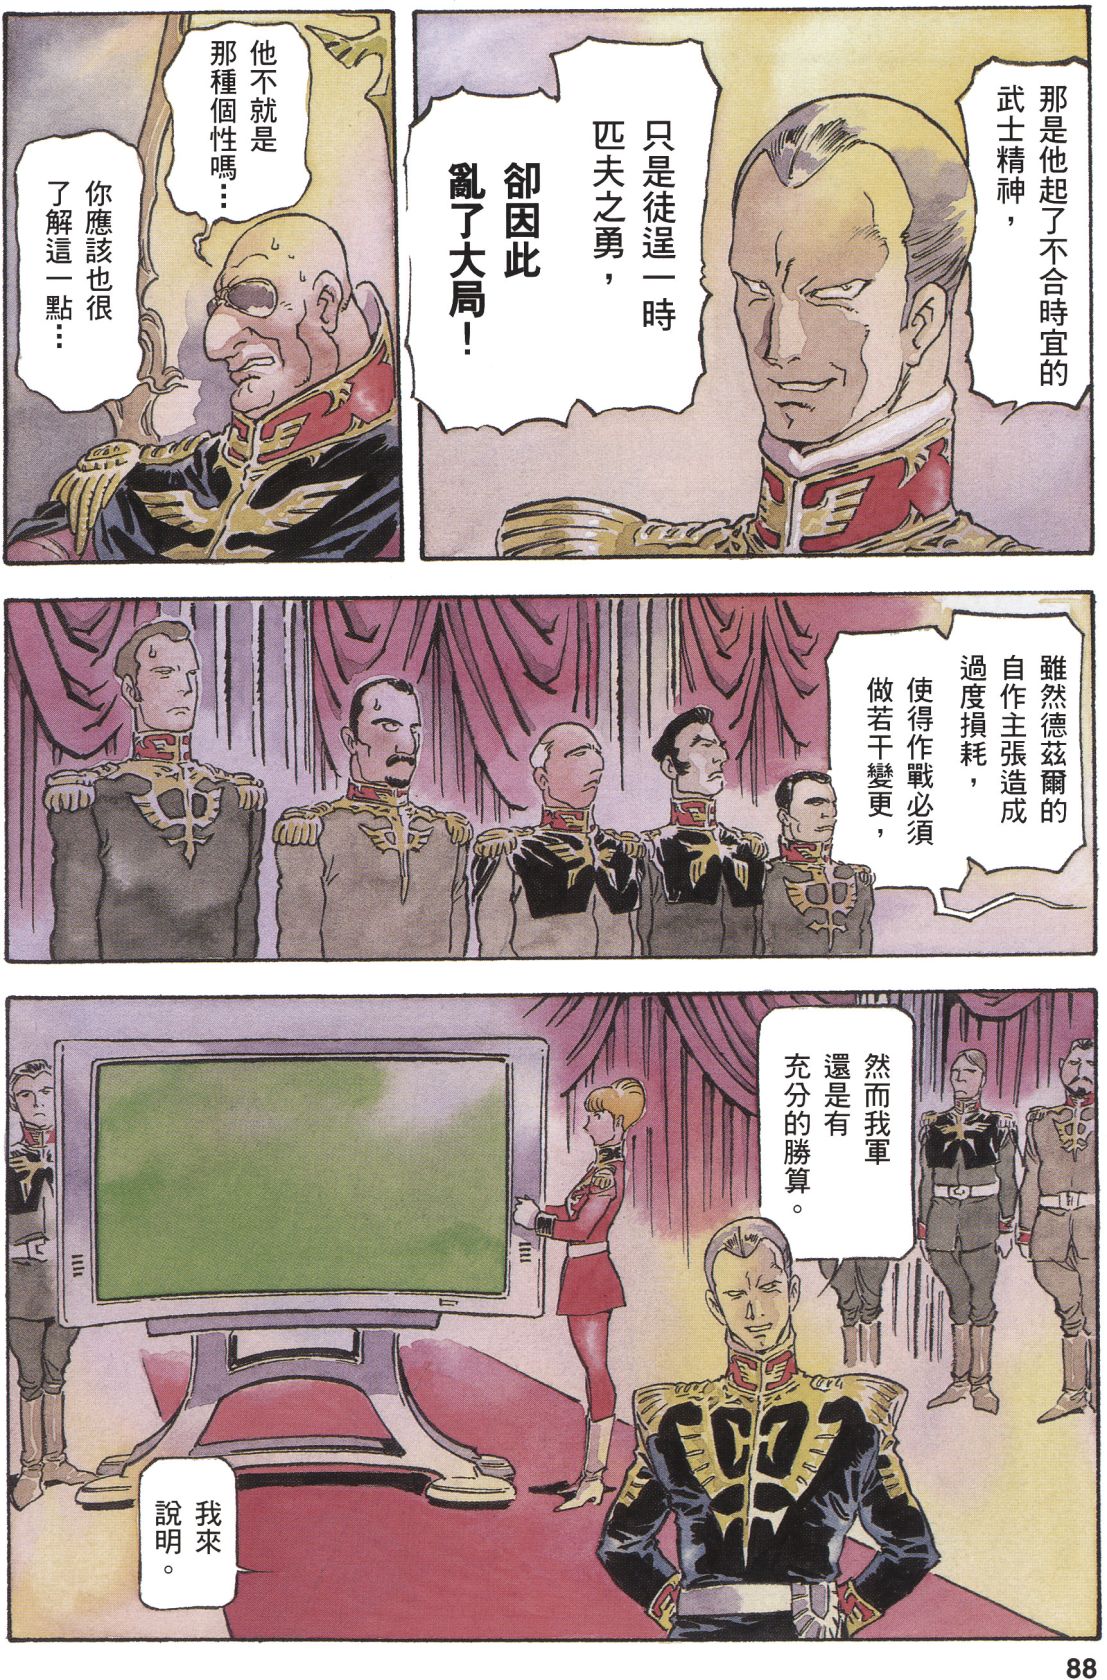 那是他起了不合時宜的
武士精神，
只是徒逞一時
匹夫之勇，
卻因此
亂了大局！
他不就是
那種個性嗎…
你應該也很
了解這一點…
雖然德茲爾的
自作主張造成
過度損耗，
使得作戰必須
做若干變更，
然而我軍
還是有
充分的勝算。
我來
說明。
88